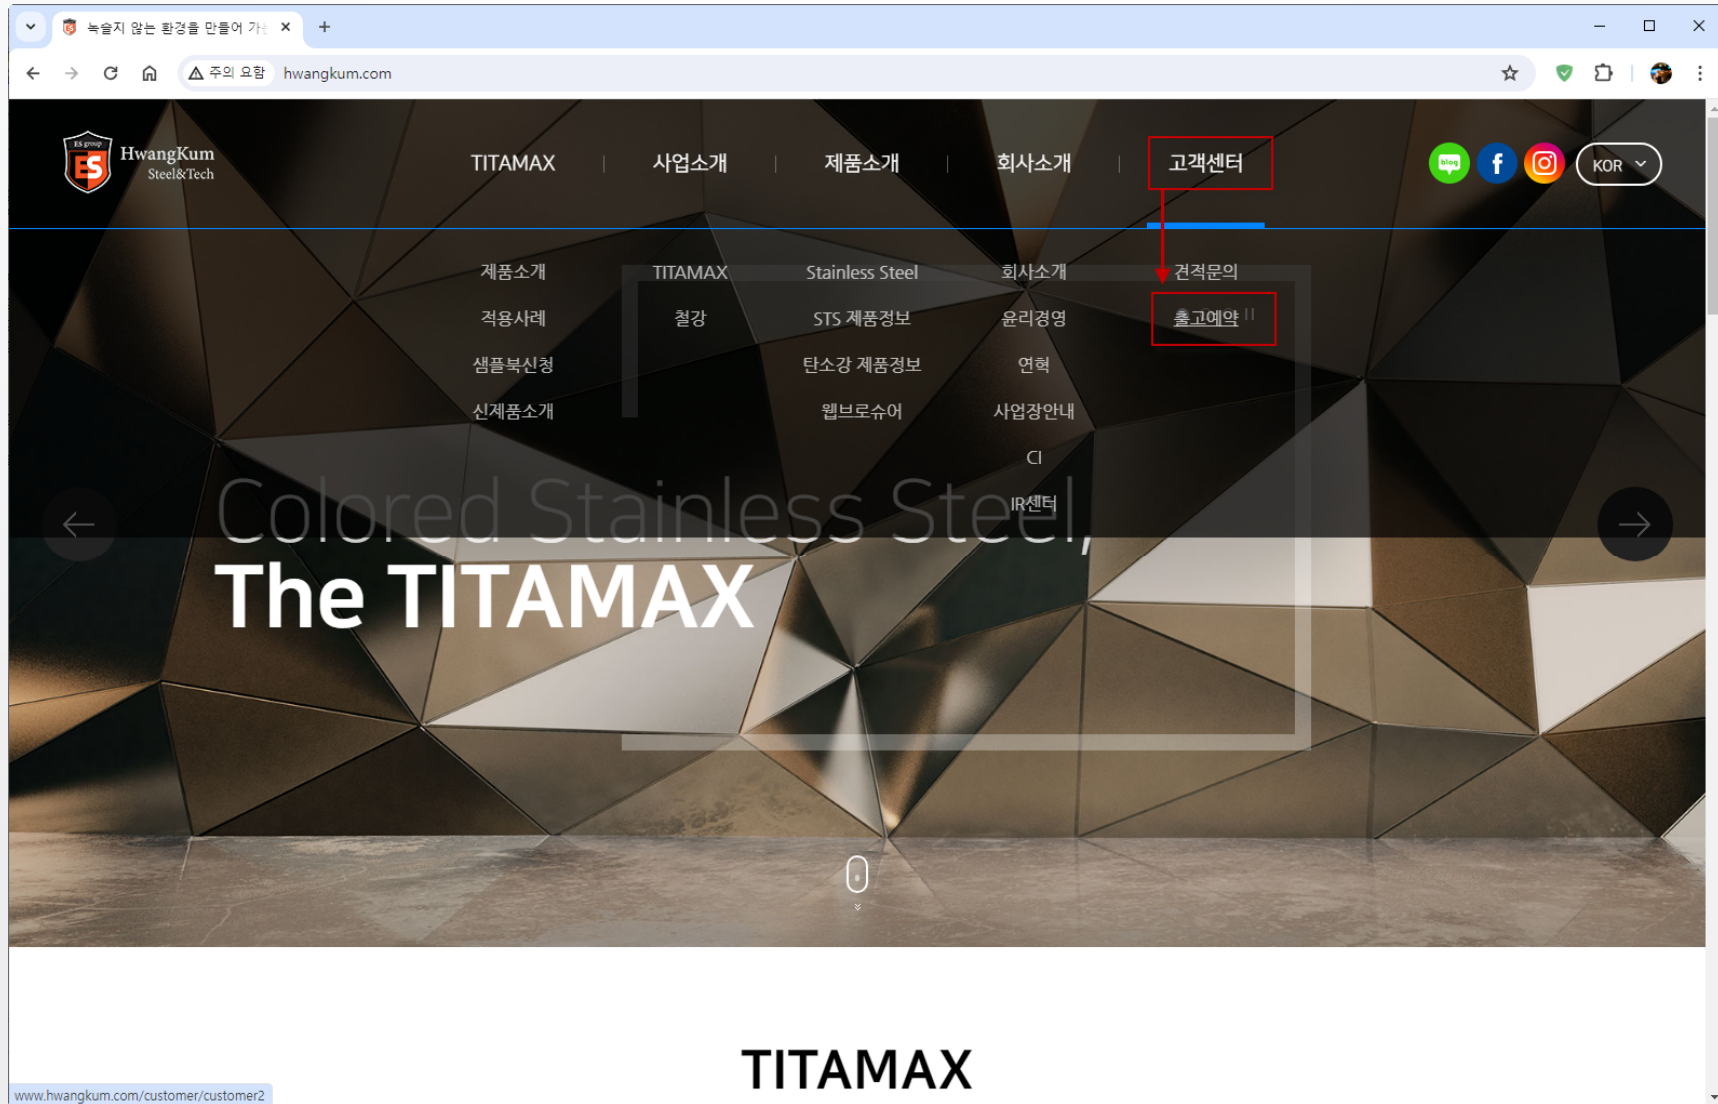 녹슬지 않는 환경을 만들어 가는
주의 요함
hwangkum.com
ES group
ES
HwangKum
Steel&Tech
TITAMAX
사업소개
제품소개
회사소개
고객센터
blog
KOR
제품소개
TITAMAX
Stainless Steel
회사소개
견적문의
적용사례
철강
STS 제품정보
윤리경영
출고예약
샘플북신청
탄소강 제품정보
연혁
신제품소개
웹브로슈어
사업장안내
CI
IR센터
Colored Stainless Steel,
The TITAMAX
TITAMAX
www.hwangkum.com/customer/customer2